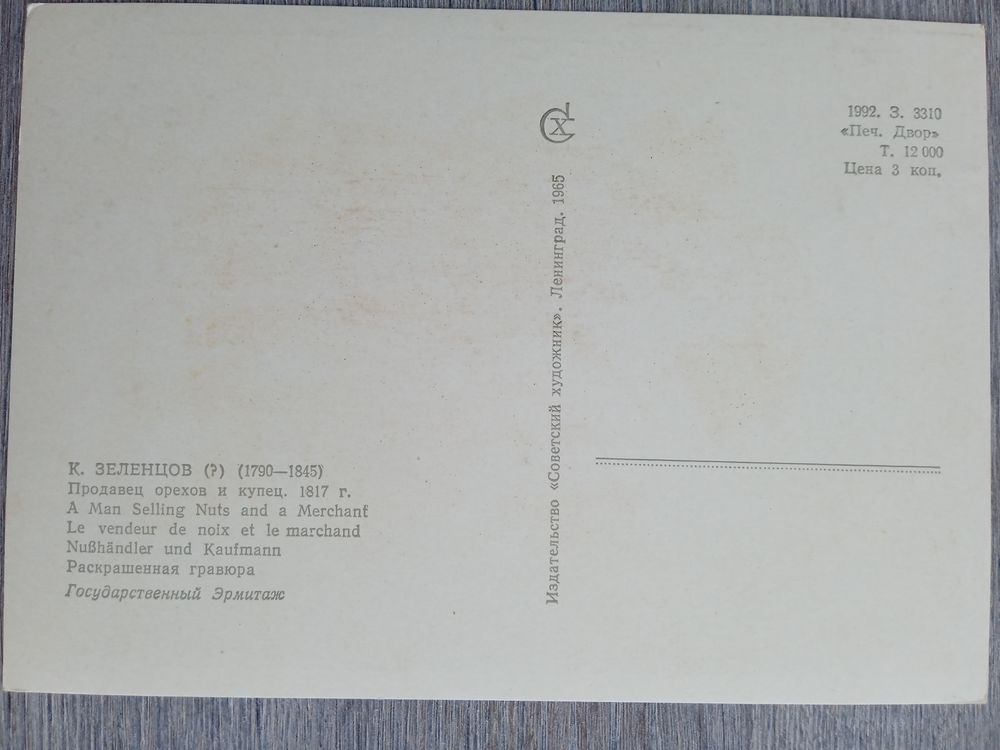 К. ЗЕЛЕНЦОВ (?) (1790—1845)
Продавец орехов и купец. 1817 г.
A Man Selling Nuts and a Merchant
Le vendeur de noix et le marchand
Nußhändler und Kaufmann
Раскрашенная гравюра
Государственный Эрмитаж
СХ
Издательство «Советский художник». Ленинград. 1965
1992. З. 3310
«Печ. Двор»
Т. 12 000
Цена 3 коп.